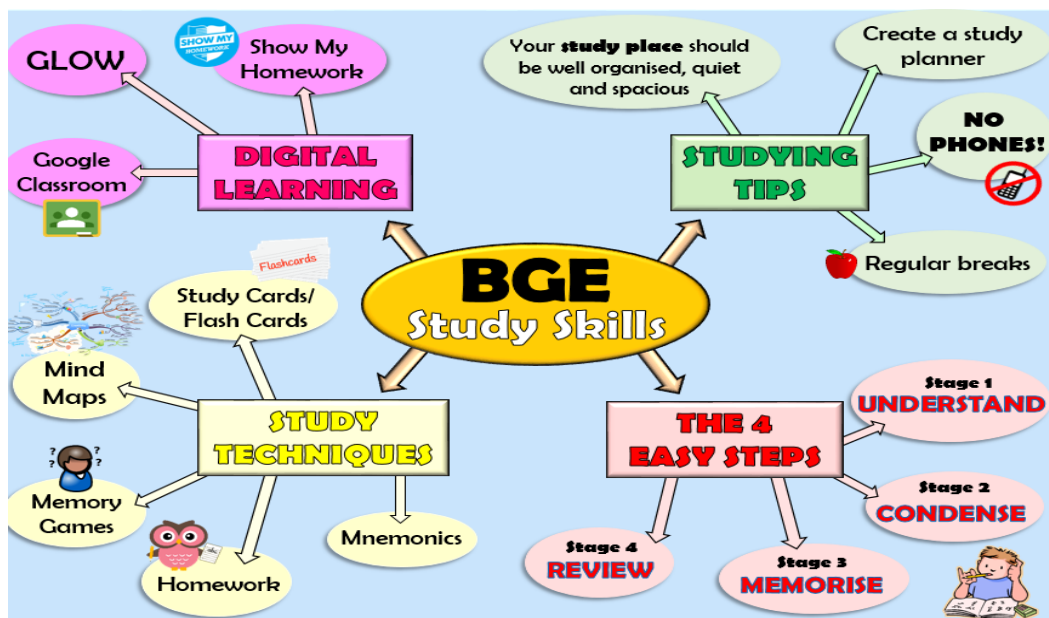 GLOW
SHOW MY
HOMEWORK
Show My
Homework
Google
Classroom
DIGITAL
LEARNING
Your study place should
be well organised, quiet
and spacious
Create a study
planner
NO
PHONES!
STUDYING
TIPS
Regular breaks
BGE
Study Skills
Flashcards
Study Cards/
Flash Cards
Mind
Maps
STUDY
TECHNIQUES
? ?
? ?
Memory
Games
Homework
Mnemonics
THE 4
EASY STEPS
Stage 1
UNDERSTAND
Stage 2
CONDENSE
Stage 3
MEMORISE
Stage 4
REVIEW